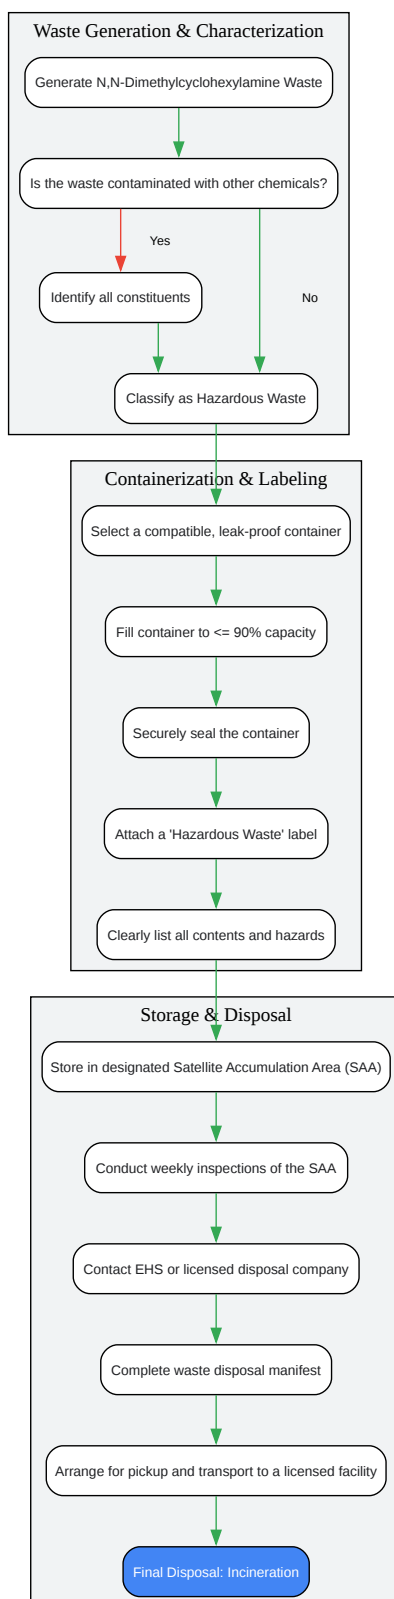 Waste Generation & Characterization
Generate N,N-Dimethylcyclohexylamine Waste
Is the waste contaminated with other chemicals?
Yes
Identify all constituents
No
Classify as Hazardous Waste
Containerization & Labeling
Select a compatible, leak-proof container
Fill container to <= 90% capacity
Securely seal the container
Attach a 'Hazardous Waste' label
Clearly list all contents and hazards
Storage & Disposal
Store in designated Satellite Accumulation Area (SAA)
Conduct weekly inspections of the SAA
Contact EHS or licensed disposal company
Complete waste disposal manifest
Arrange for pickup and transport to a licensed facility
Final Disposal: Incineration